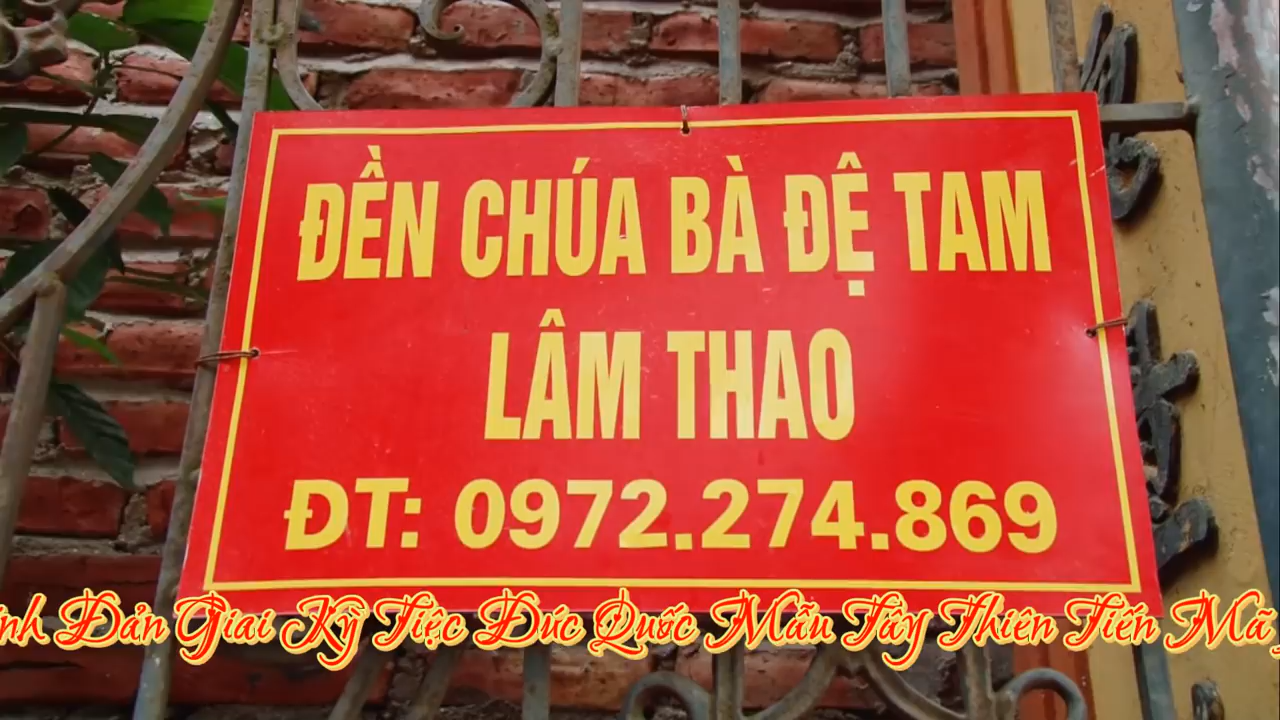 ĐỀN CHÚA BÀ ĐỆ TAM
LÂM THAO
ĐT: 0972.274.869
Đản Giai Kỳ Tiệc Đức Quốc Mẫu Tây Thiên Tiến Mã